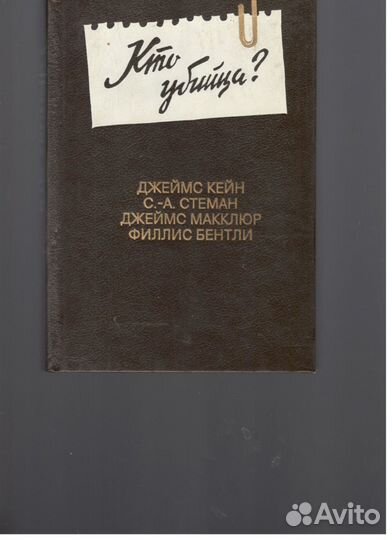 Кто
убийца?
ДЖЕЙМС КЕЙН
С.-А. СТЕМАН
ДЖЕЙМС МАККЛЮР
ФИЛЛИС БЕНТЛИ
Avito